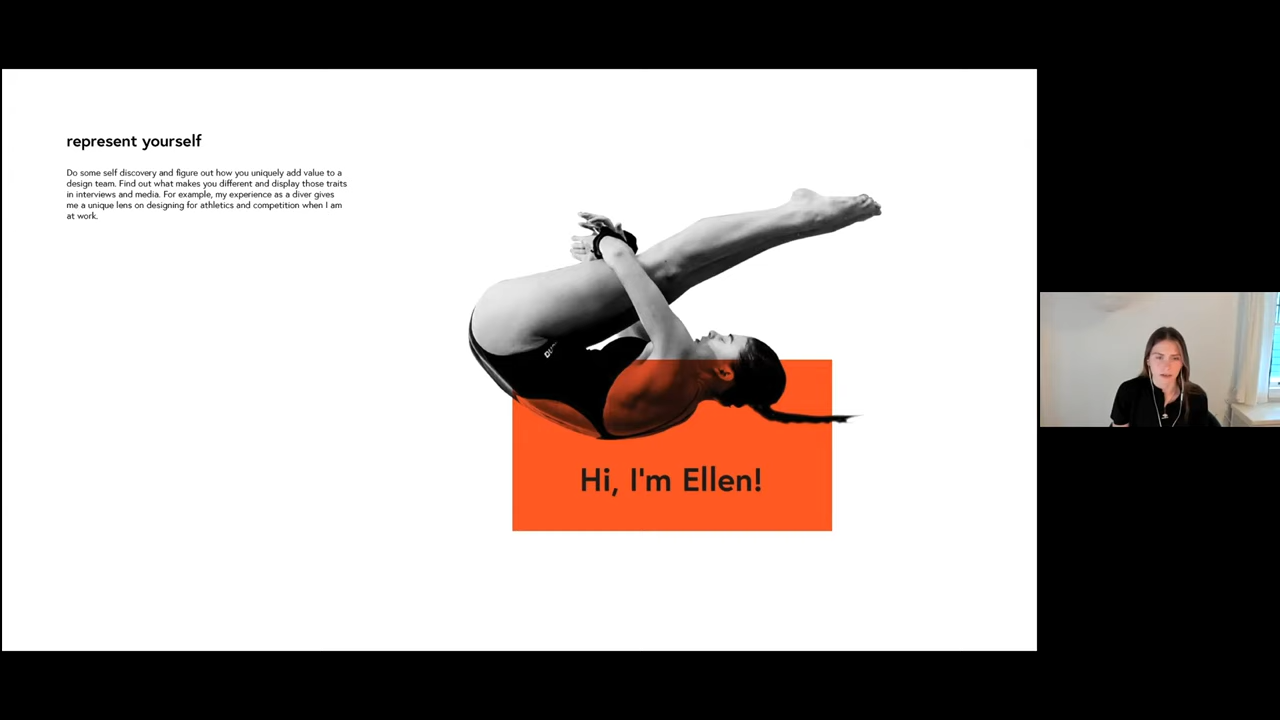 represent yourself
Do some self discovery and figure out how you uniquely add value to a
design team. Find out what makes you different and display those traits
in interviews and media. For example, my experience as a diver gives
me a unique lens on designing for athletics and competition when I am
at work.
Hi, I'm Ellen!